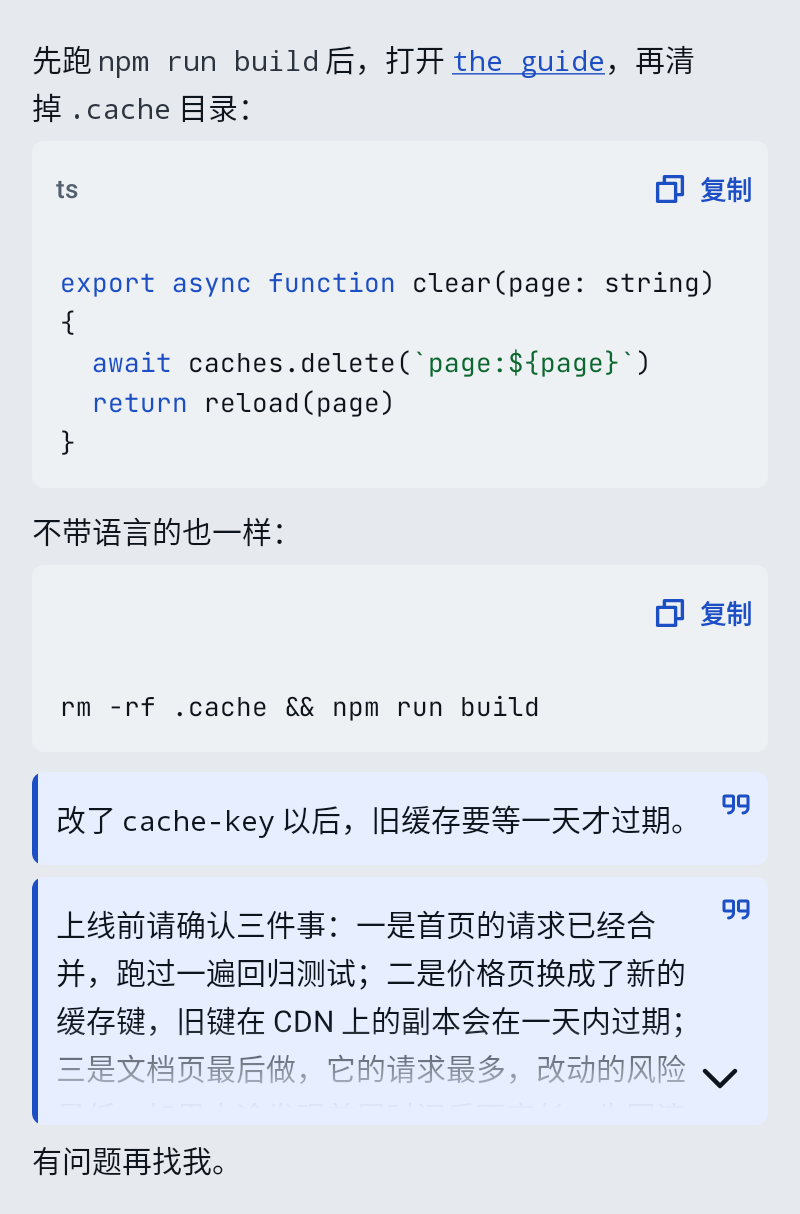 先跑 npm run build 后，打开 the guide，再清
掉 .cache 目录：
ts
复制
export async function clear(page: string)
{
  await caches.delete(`page:${page}`)
  return reload(page)
}
不带语言的也一样：
复制
rm -rf .cache && npm run build
改了 cache-key 以后，旧缓存要等一天才过期。
上线前请确认三件事：一是首页的请求已经合
并，跑过一遍回归测试；二是价格页换成了新的
缓存键，旧键在 CDN 上的副本会在一天内过期；
三是文档页最后做，它的请求最多，改动的风险
有问题再找我。